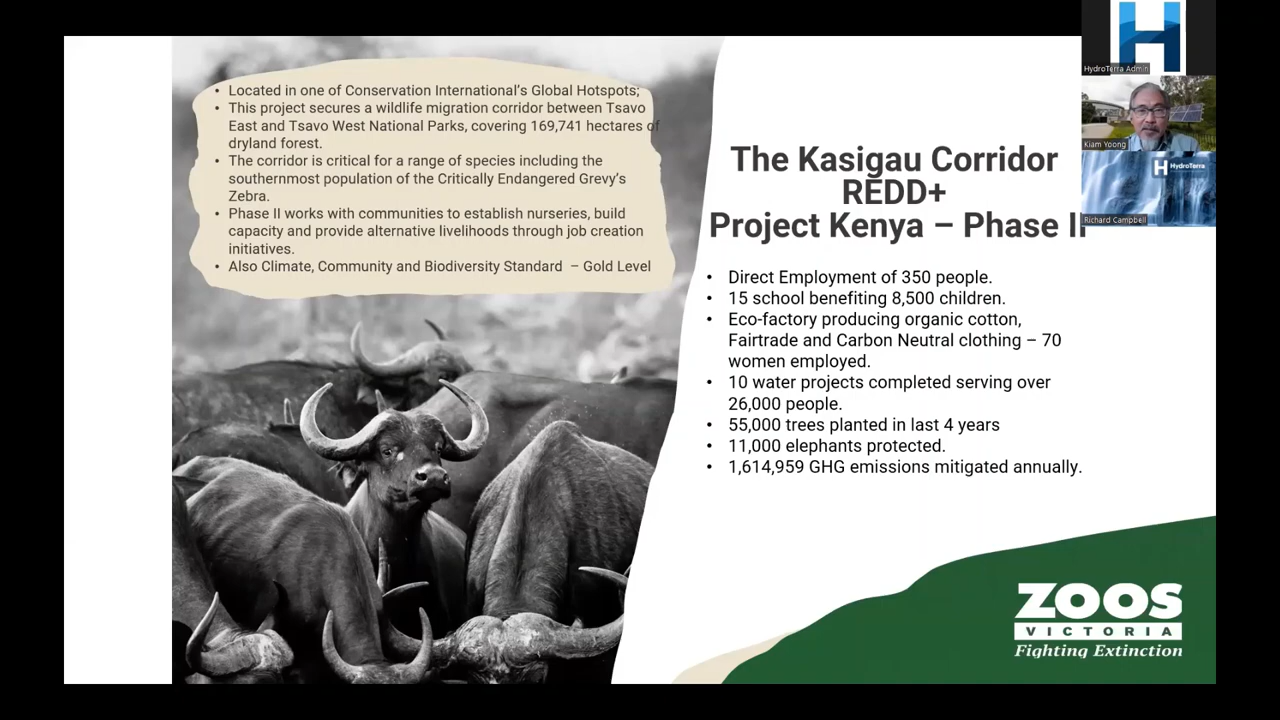 • Located in one of Conservation International's Global Hotspots;
• This project secures a wildlife migration corridor between Tsavo
East and Tsavo West National Parks, covering 169,741 hectares of
dryland forest.
• The corridor is critical for a range of species including the
southernmost population of the Critically Endangered Grevy's
Zebra.
• Phase II works with communities to establish nurseries, build
capacity and provide alternative livelihoods through job creation
initiatives.
• Also Climate, Community and Biodiversity Standard – Gold Level
The Kasigau Corridor
REDD+
Project Kenya – Phase II
• Direct Employment of 350 people.
• 15 school benefiting 8,500 children.
• Eco-factory producing organic cotton,
Fairtrade and Carbon Neutral clothing – 70
women employed.
• 10 water projects completed serving over
26,000 people.
• 55,000 trees planted in last 4 years
• 11,000 elephants protected.
• 1,614,959 GHG emissions mitigated annually.
ZOOS
VICTORIA
Fighting Extinction
H
HydroTerra Admin
Kiam Yoong
HydroTerra
Richard Campbell